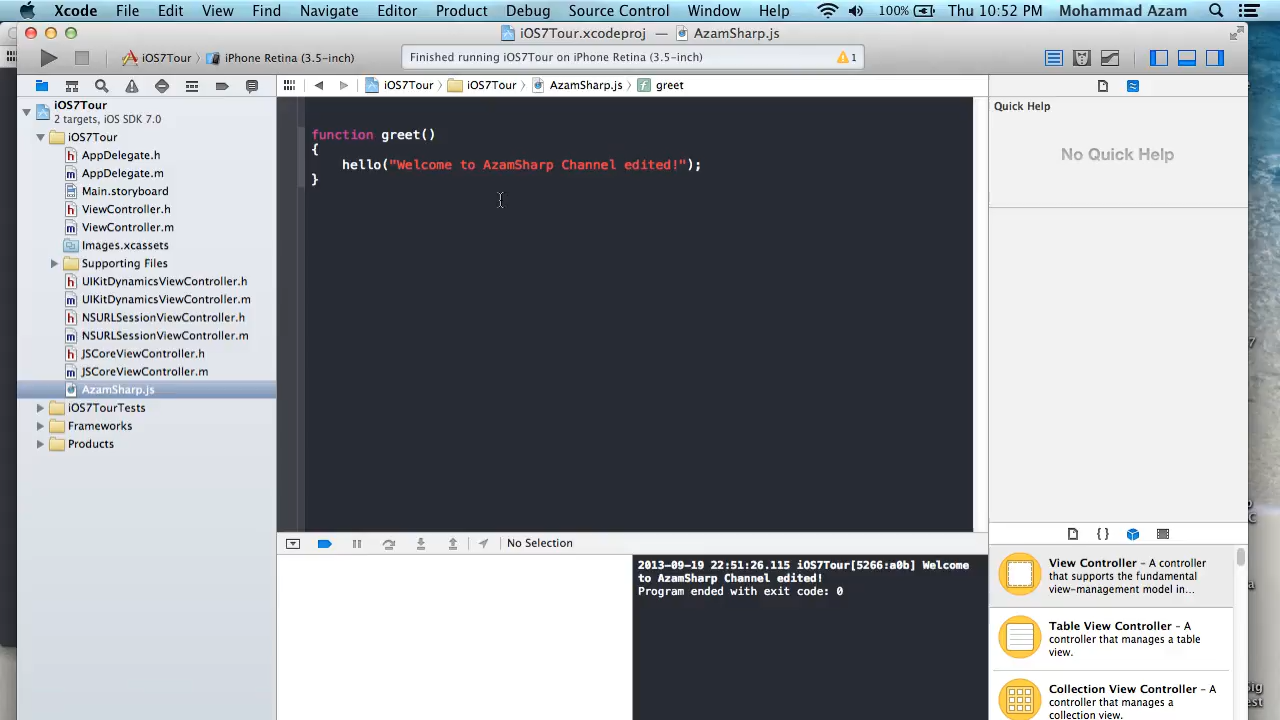 Xcode File Edit View Find Navigate Editor Product Debug Source Control Window Help 100% Thu 10:52 PM Mohammad Azam
iOS7Tour.xcodeproj — AzamSharp.js
iOS7Tour iPhone Retina (3.5-inch) Finished running iOS7Tour on iPhone Retina (3.5-inch) 1
iOS7Tour iOS7Tour AzamSharp.js greet
iOS7Tour
2 targets, iOS SDK 7.0
iOS7Tour
AppDelegate.h
AppDelegate.m
Main.storyboard
ViewController.h
ViewController.m
Images.xcassets
Supporting Files
UIKitDynamicsViewController.h
UIKitDynamicsViewController.m
NSURLSessionViewController.h
NSURLSessionViewController.m
JSCoreViewController.h
JSCoreViewController.m
AzamSharp.js
iOS7TourTests
Frameworks
Products
function greet()
{
hello("Welcome to AzamSharp Channel edited!");
}
No Selection
2013-09-19 22:51:26.115 iOS7Tour[5266:a0b] Welcome
to AzamSharp Channel edited!
Program ended with exit code: 0
Quick Help
No Quick Help
{ }
View Controller - A controller
that supports the fundamental
view-management model in...
Table View Controller - A
controller that manages a table
view.
Collection View Controller - A
controller that manages a
collection view.